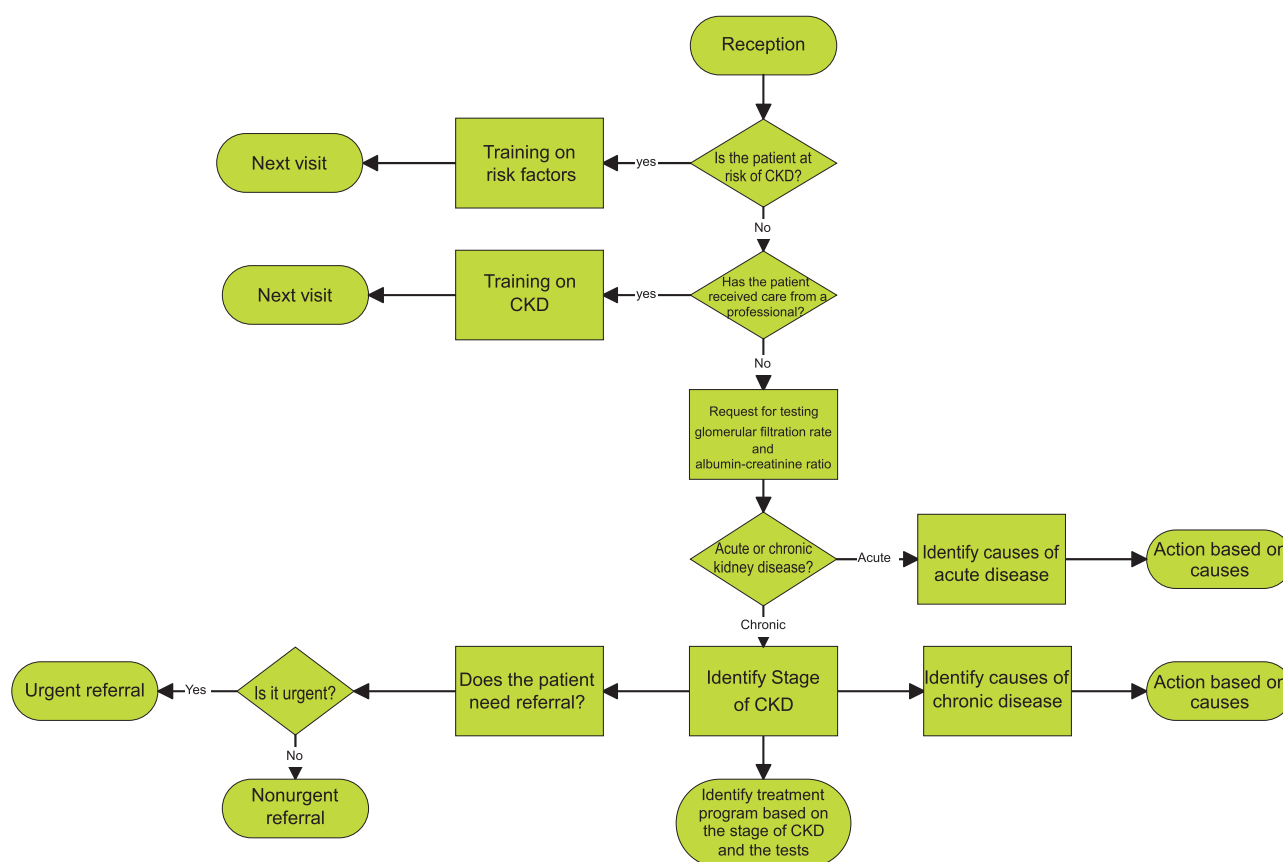 Reception
Is the patient at
risk of CKD?
yes
Training on
risk factors
Next visit
No
Has the patient
received care from a
professional?
yes
Training on
CKD
Next visit
No
Request for testing
glomerular filtration rate
and
albumin-creatinine ratio
Acute or chronic
kidney disease?
Acute
Identify causes of
acute disease
Action based on
causes
Chronic
Identify Stage
of CKD
Identify causes of
chronic disease
Action based on
causes
Does the patient
need referral?
Is it urgent?
Yes
Urgent referral
No
Nonurgent
referral
Identify treatment
program based on
the stage of CKD
and the tests